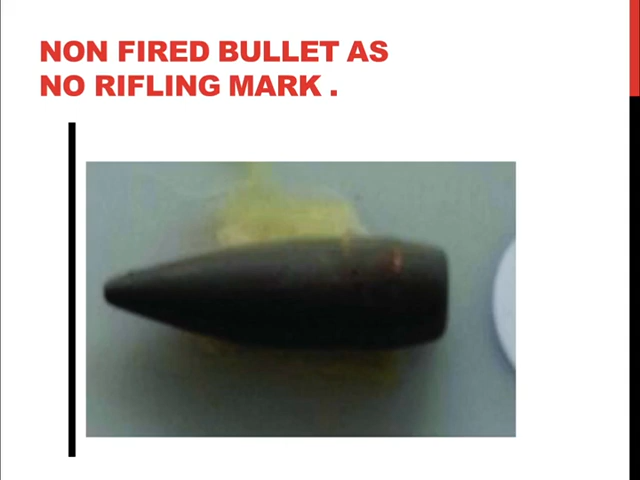 NON FIRED BULLET AS
NO RIFLING MARK .